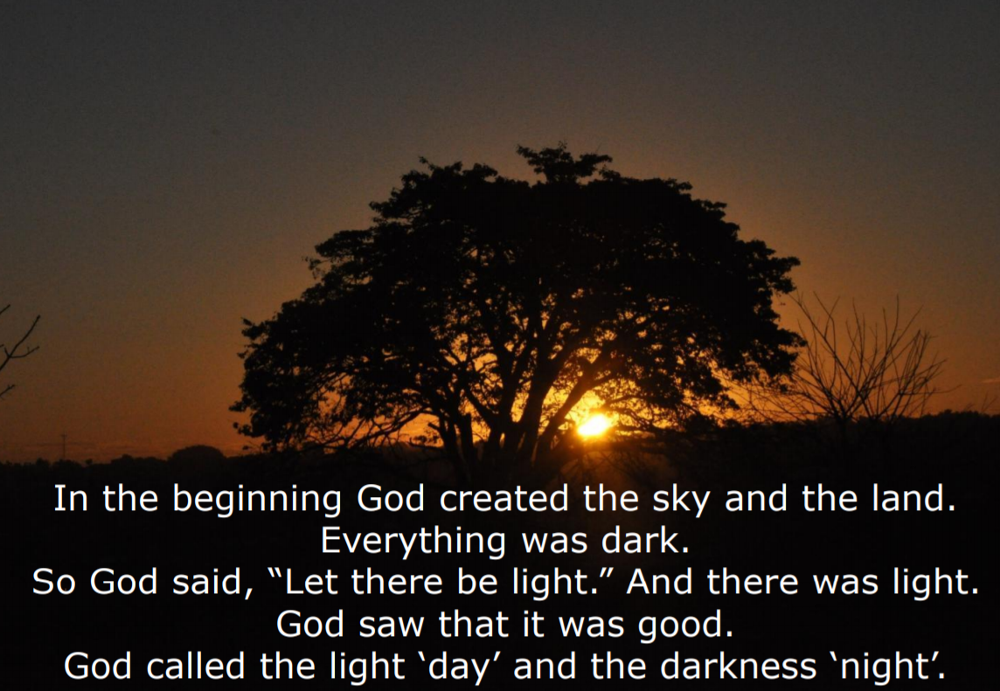 In the beginning God created the sky and the land.
Everything was dark.
So God said, “Let there be light.” And there was light.
God saw that it was good.
God called the light ‘day’ and the darkness ‘night’.